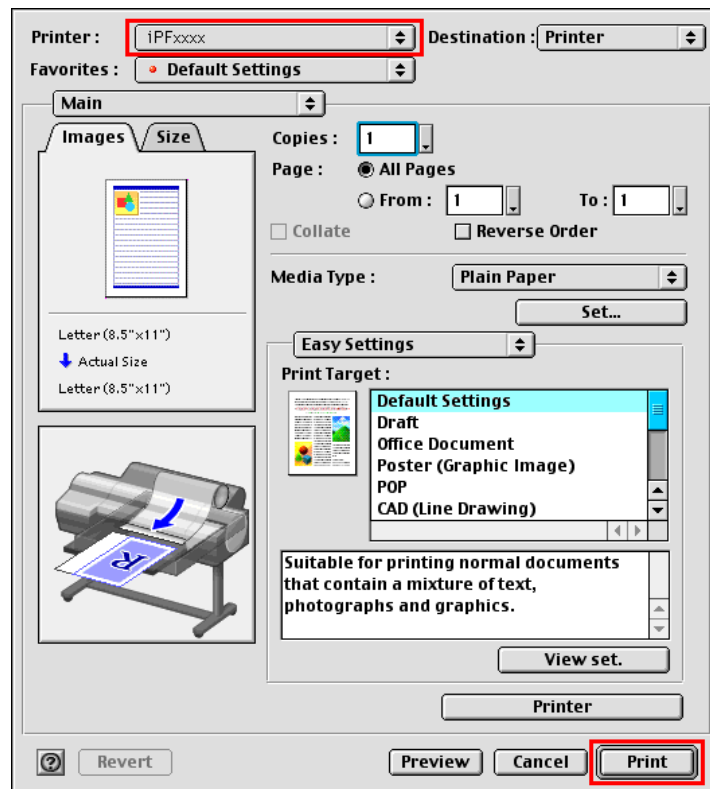 Printer : iPFxxxx Destination : Printer
Favorites : Default Settings
Main
Images Size
Copies : 1
Page : All Pages
From : 1 To : 1
Collate Reverse Order
Media Type : Plain Paper
Set...
Letter (8.5"x11")
Actual Size
Letter (8.5"x11")
Easy Settings
Print Target :
Default Settings
Draft
Office Document
Poster (Graphic Image)
POP
CAD (Line Drawing)
R
Suitable for printing normal documents
that contain a mixture of text,
photographs and graphics.
View set.
Printer
? Revert Preview Cancel Print